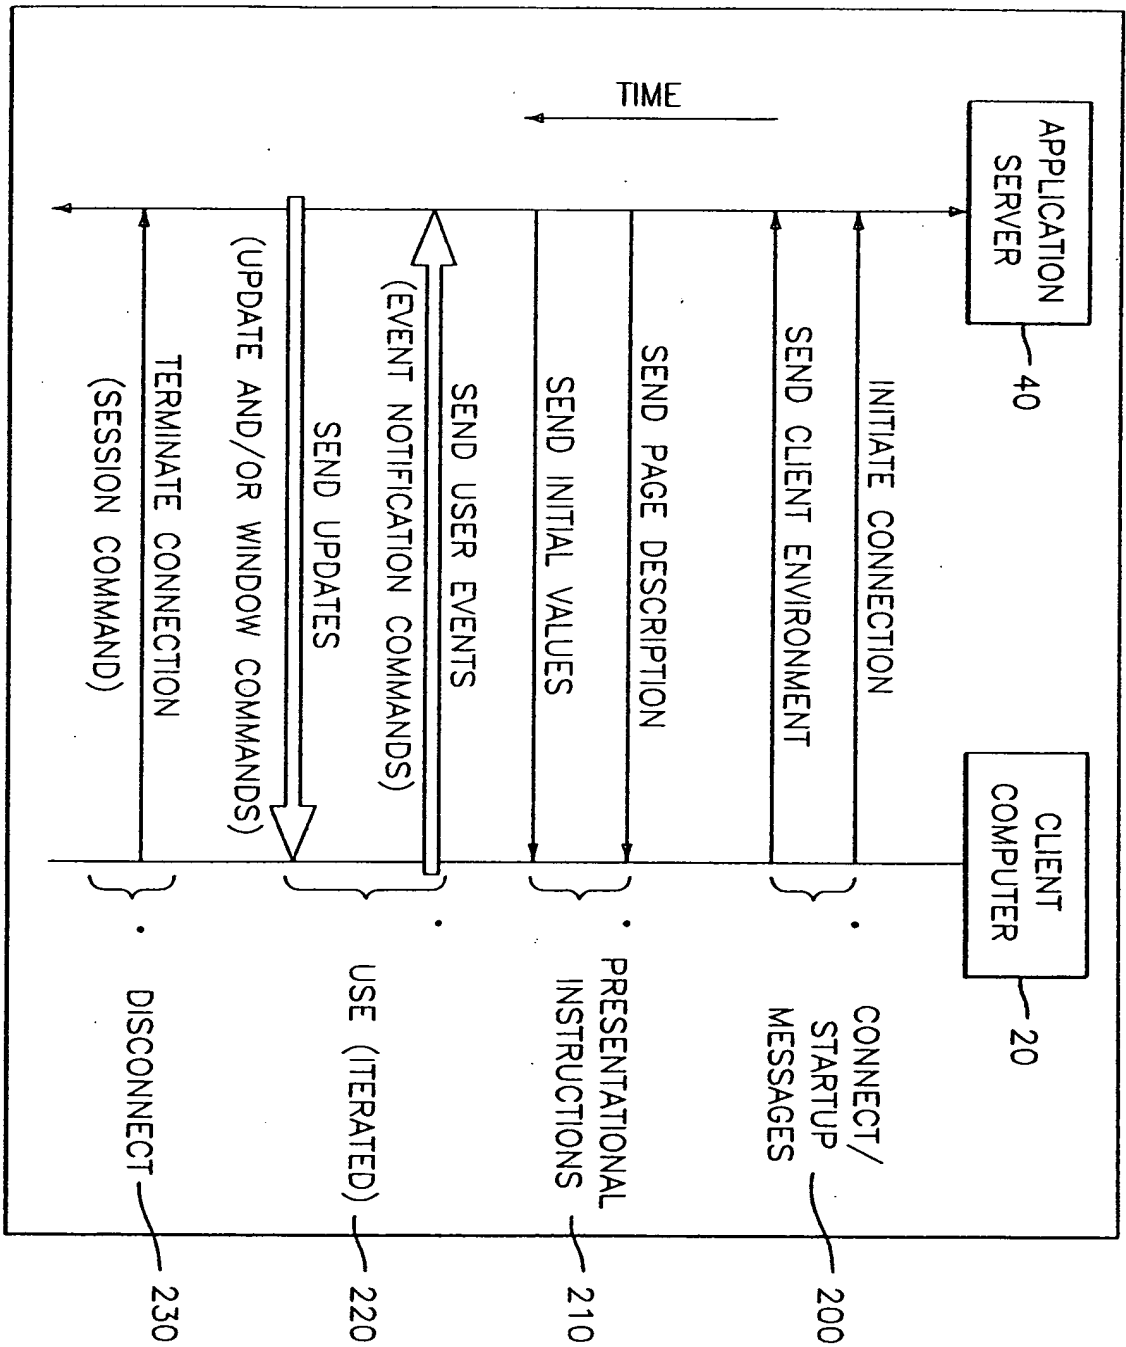 APPLICATION
SERVER
40
CLIENT
COMPUTER
20
TIME
INITIATE CONNECTION
SEND CLIENT ENVIRONMENT
CONNECT/
STARTUP
MESSAGES
200
SEND PAGE DESCRIPTION
SEND INITIAL VALUES
PRESENTATIONAL
INSTRUCTIONS
210
SEND USER EVENTS
(EVENT NOTIFICATION COMMANDS)
SEND UPDATES
(UPDATE AND/OR WINDOW COMMANDS)
USE (ITERATED)
220
TERMINATE CONNECTION
(SESSION COMMAND)
DISCONNECT
230